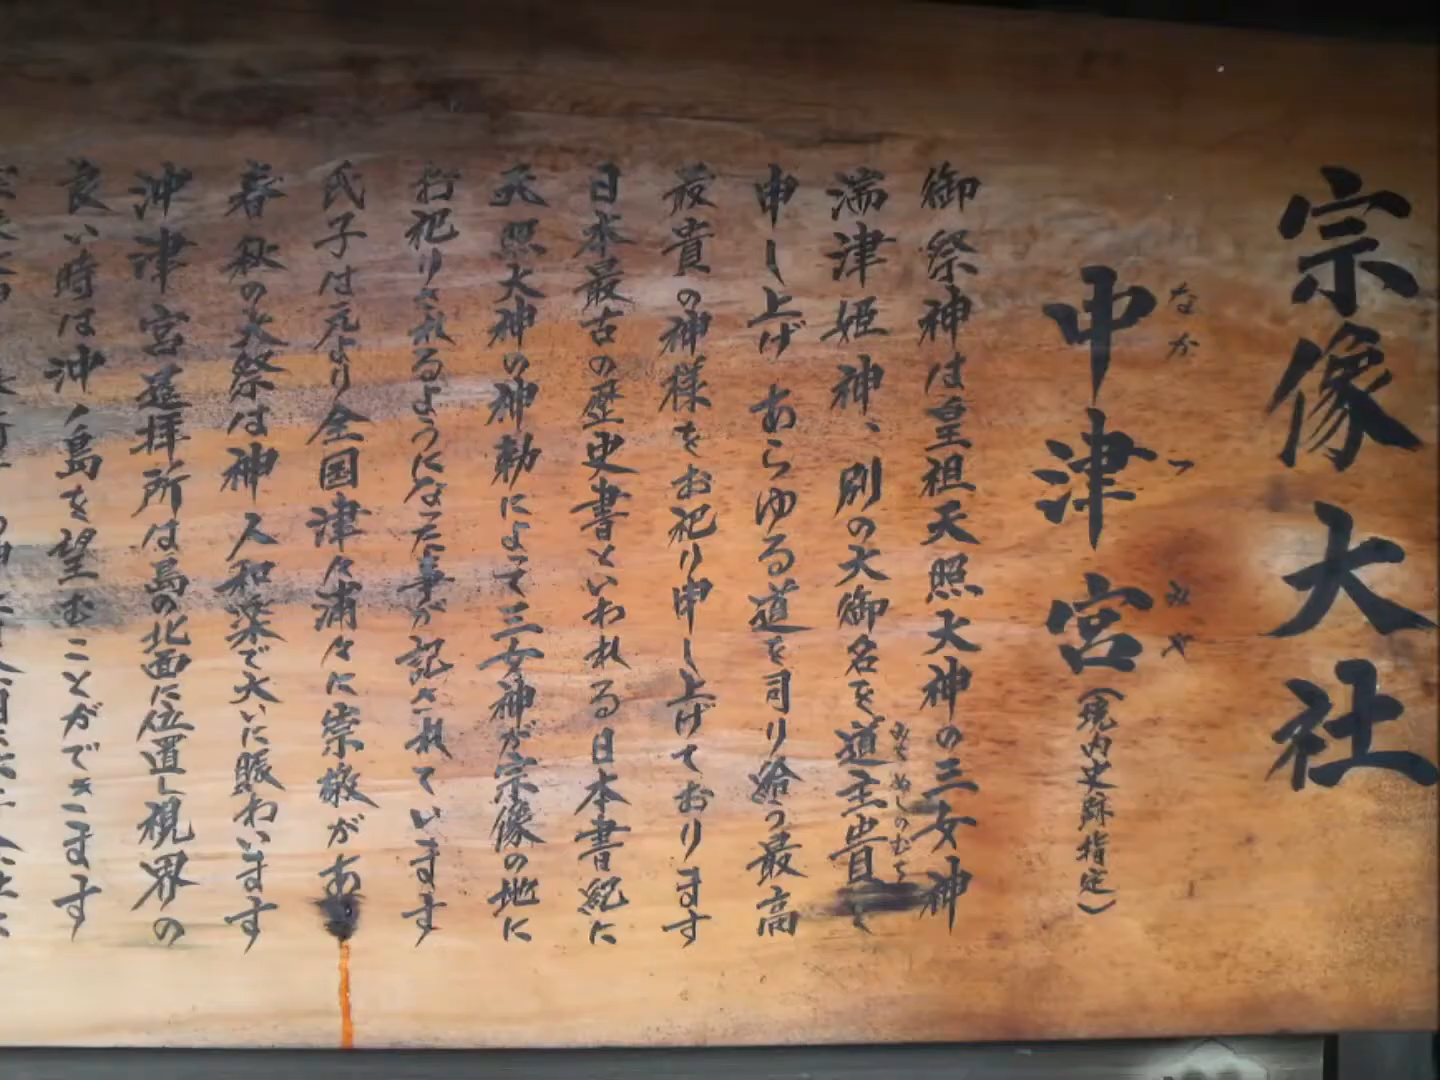 宗像大社
中津宮(境内史跡指定)
なか つ みや
御祭神は皇祖天照大神の三女神
湍津姫神、別の大御名を道主貴と
みちぬしのむち
申し上げ あらゆる道を司り給う最高
最貴の神様をお祀り申し上げております
日本最古の歴史書といわれる日本書紀に
天照大神の神勅によって三女神が宗像の地に
お祀りされるようになった事が記されています
氏子は元より全国津々浦々に崇敬があ
春秋の大祭は神人和楽で大いに賑わいます
沖津宮遥拝所は島の北面に位置し視界の
良い時は沖ノ島を望むことができます